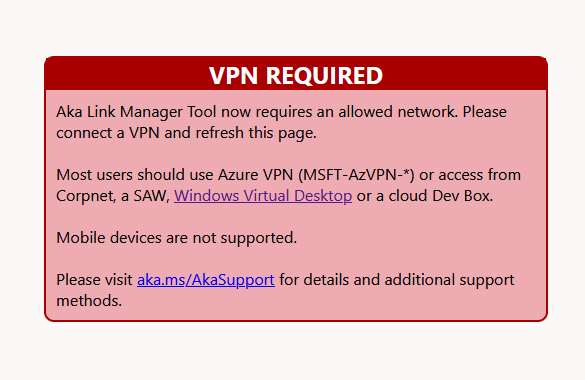 VPN REQUIRED
Aka Link Manager Tool now requires an allowed network. Please
connect a VPN and refresh this page.
Most users should use Azure VPN (MSFT-AzVPN-*) or access from
Corpnet, a SAW, Windows Virtual Desktop or a cloud Dev Box.
Mobile devices are not supported.
Please visit aka.ms/AkaSupport for details and additional support
methods.